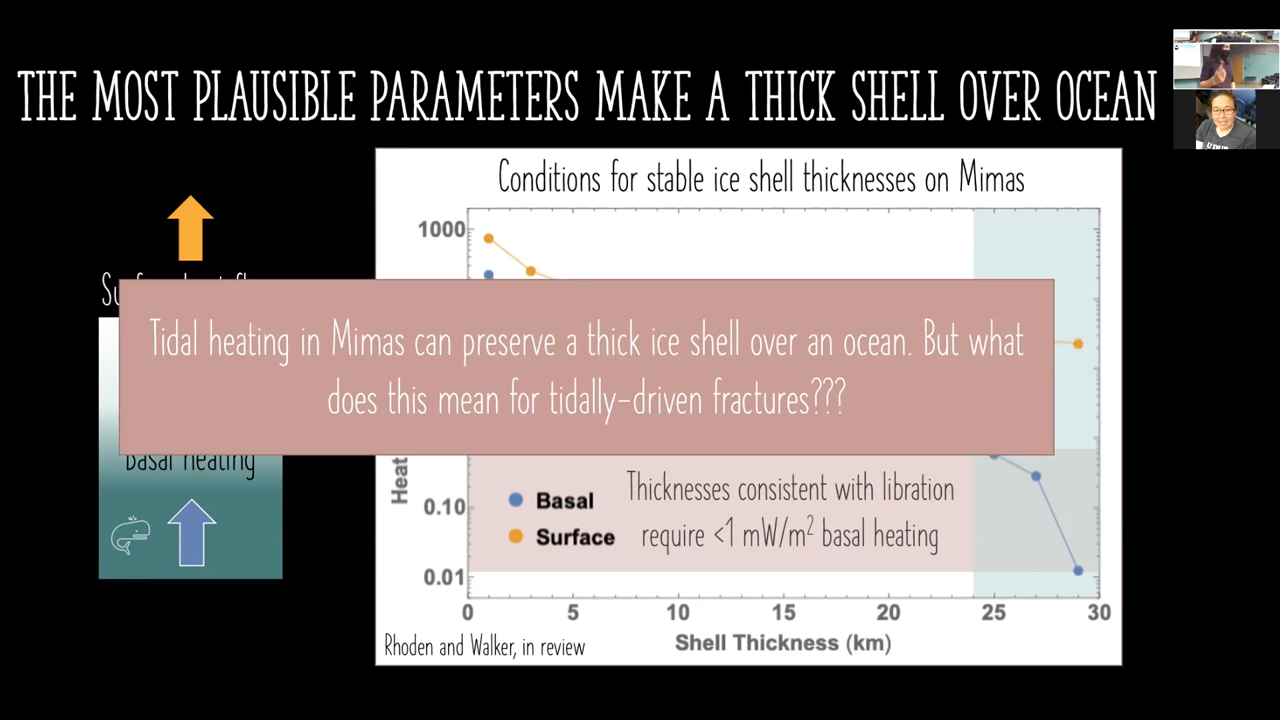 THE MOST PLAUSIBLE PARAMETERS MAKE A THICK SHELL OVER OCEAN
Conditions for stable ice shell thicknesses on Mimas
1000
Tidal heating in Mimas can preserve a thick ice shell over an ocean. But what
does this mean for tidally-driven fractures???
Basal heating
Heat
0.10
0.01
Basal
Surface
Thicknesses consistent with libration
require <1 mW/m² basal heating
0 5 10 15 20 25 30
Shell Thickness (km)
Rhoden and Walker, in review